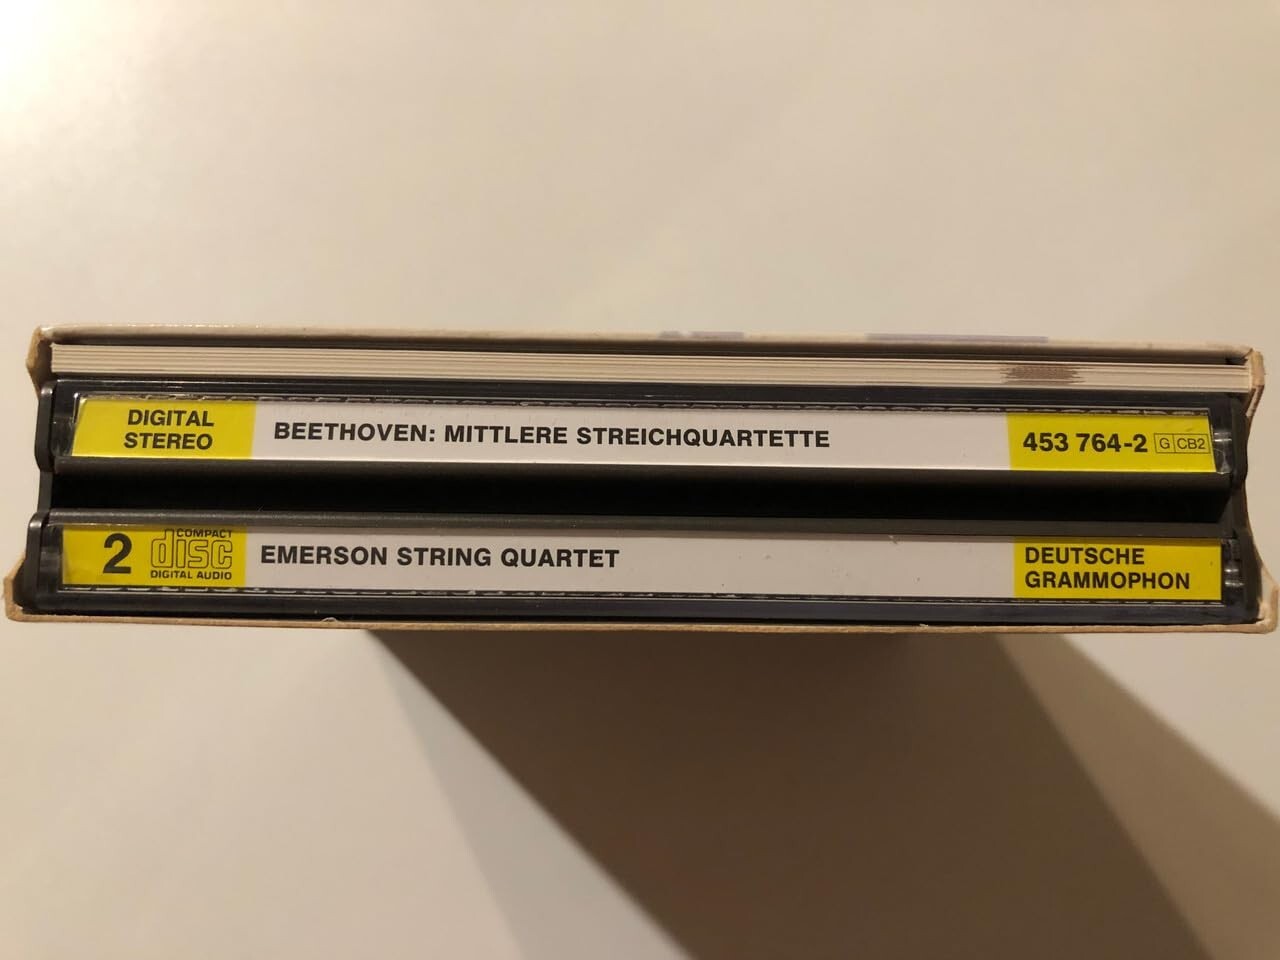 DIGITAL
STEREO
BEETHOVEN: MITTLERE STREICHQUARTETTE
453 764-2 G CB2
2
COMPACT
disc
DIGITAL AUDIO
EMERSON STRING QUARTET
DEUTSCHE
GRAMMOPHON